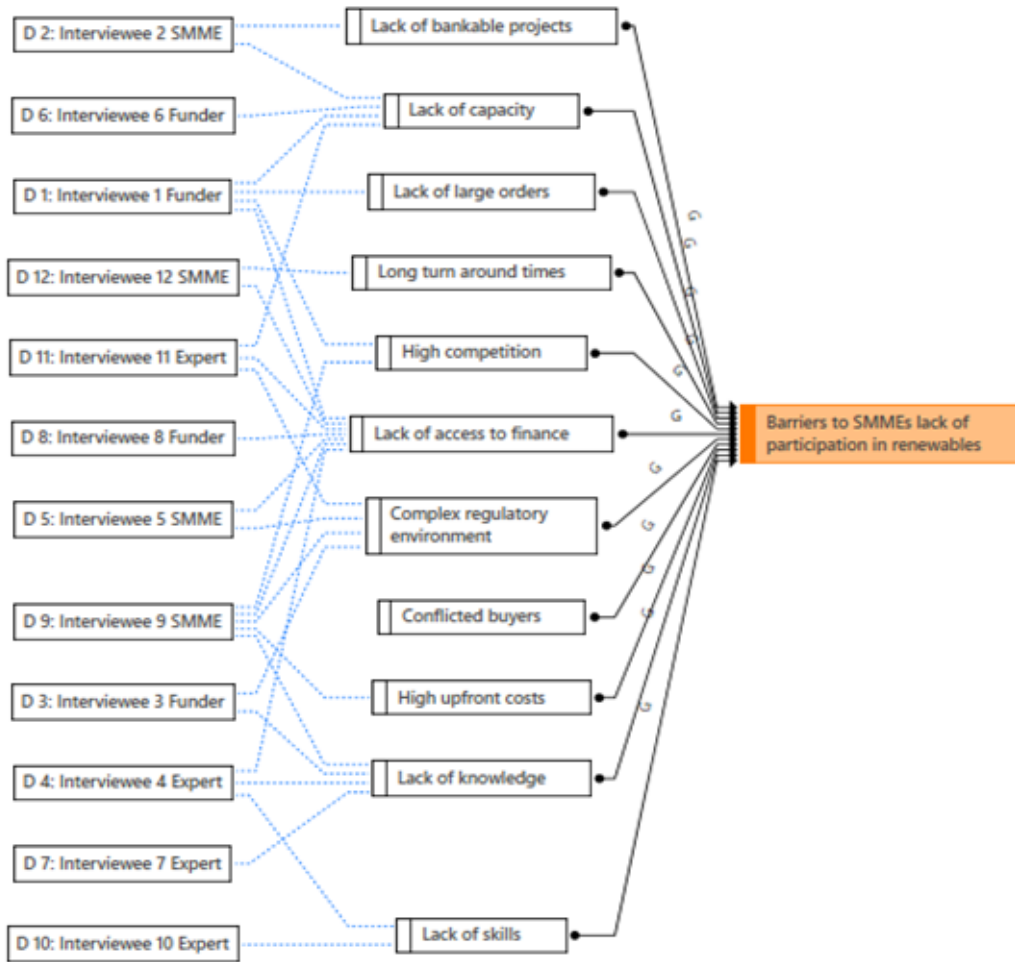 D 2: Interviewee 2 SMME
D 6: Interviewee 6 Funder
D 1: Interviewee 1 Funder
D 12: Interviewee 12 SMME
D 11: Interviewee 11 Expert
D 8: Interviewee 8 Funder
D 5: Interviewee 5 SMME
D 9: Interviewee 9 SMME
D 3: Interviewee 3 Funder
D 4: Interviewee 4 Expert
D 7: Interviewee 7 Expert
D 10: Interviewee 10 Expert
Lack of bankable projects
Lack of capacity
Lack of large orders
Long turn around times
High competition
Lack of access to finance
Complex regulatory
environment
Conflicted buyers
High upfront costs
Lack of knowledge
Lack of skills
G
G
G
G
G
G
G
G
G
G
G
Barriers to SMMEs lack of
participation in renewables